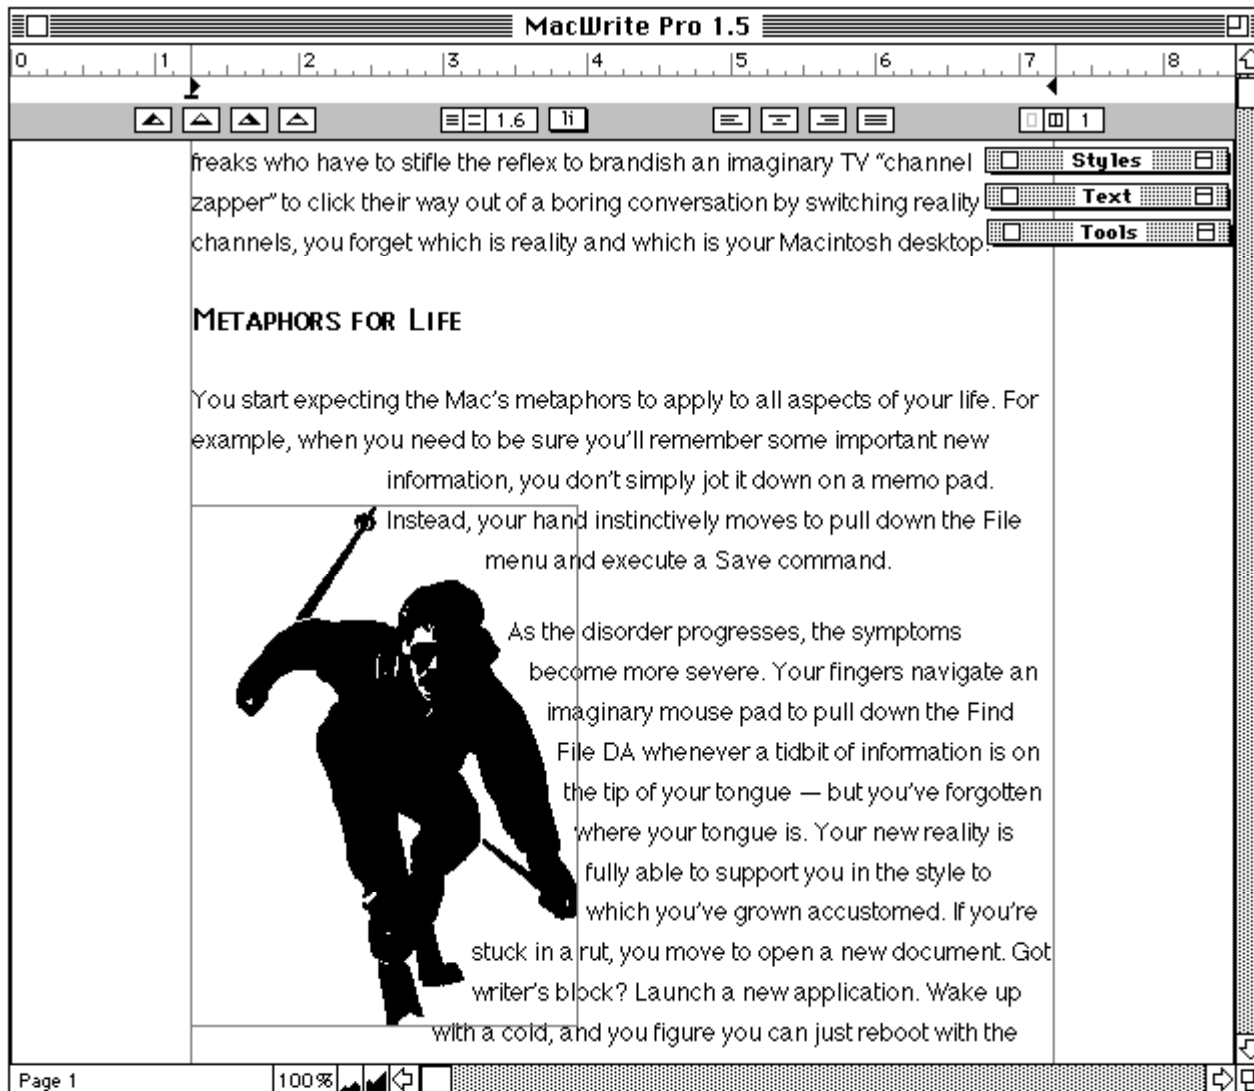 MacWrite Pro 1.5
0 1 2 3 4 5 6 7 8
1.6 li 1
Styles
Text
Tools
freaks who have to stifle the reflex to brandish an imaginary TV “channel
zapper” to click their way out of a boring conversation by switching reality
channels, you forget which is reality and which is your Macintosh desktop.
METAPHORS FOR LIFE
You start expecting the Mac’s metaphors to apply to all aspects of your life. For
example, when you need to be sure you’ll remember some important new
information, you don’t simply jot it down on a memo pad.
Instead, your hand instinctively moves to pull down the File
menu and execute a Save command.
As the disorder progresses, the symptoms
become more severe. Your fingers navigate an
imaginary mouse pad to pull down the Find
File DA whenever a tidbit of information is on
the tip of your tongue — but you’ve forgotten
where your tongue is. Your new reality is
fully able to support you in the style to
which you’ve grown accustomed. If you’re
stuck in a rut, you move to open a new document. Got
writer’s block? Launch a new application. Wake up
with a cold, and you figure you can just reboot with the
Page 1 100%